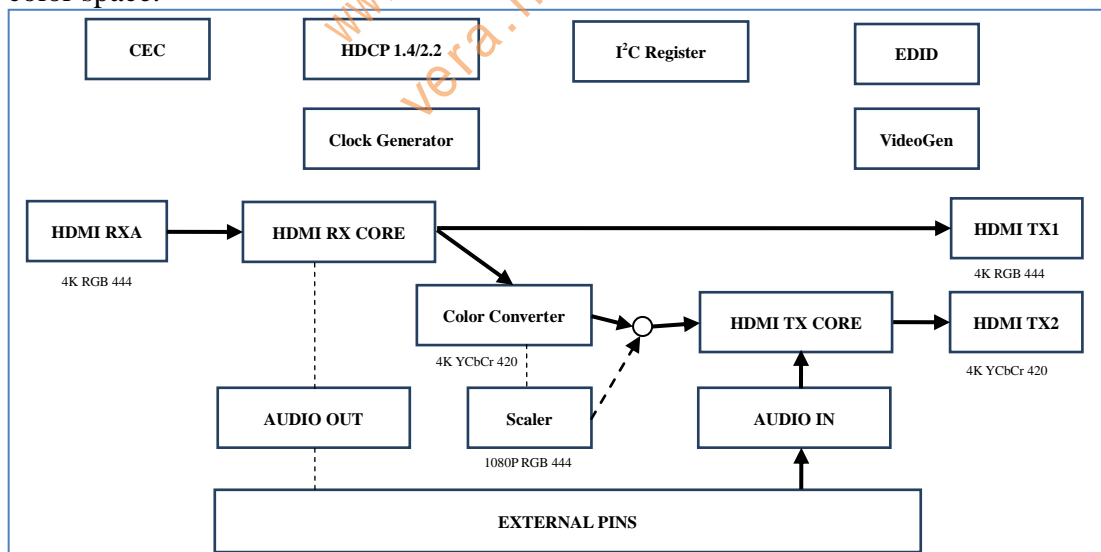 color space.
www.
vera.
CEC
HDCP 1.4/2.2
I²C Register
EDID
Clock Generator
VideoGen
HDMI RXA
HDMI RX CORE
HDMI TX1
4K RGB 444
4K RGB 444
Color Converter
HDMI TX CORE
HDMI TX2
4K YCbCr 420
4K YCbCr 420
AUDIO OUT
Scaler
AUDIO IN
1080P RGB 444
EXTERNAL PINS